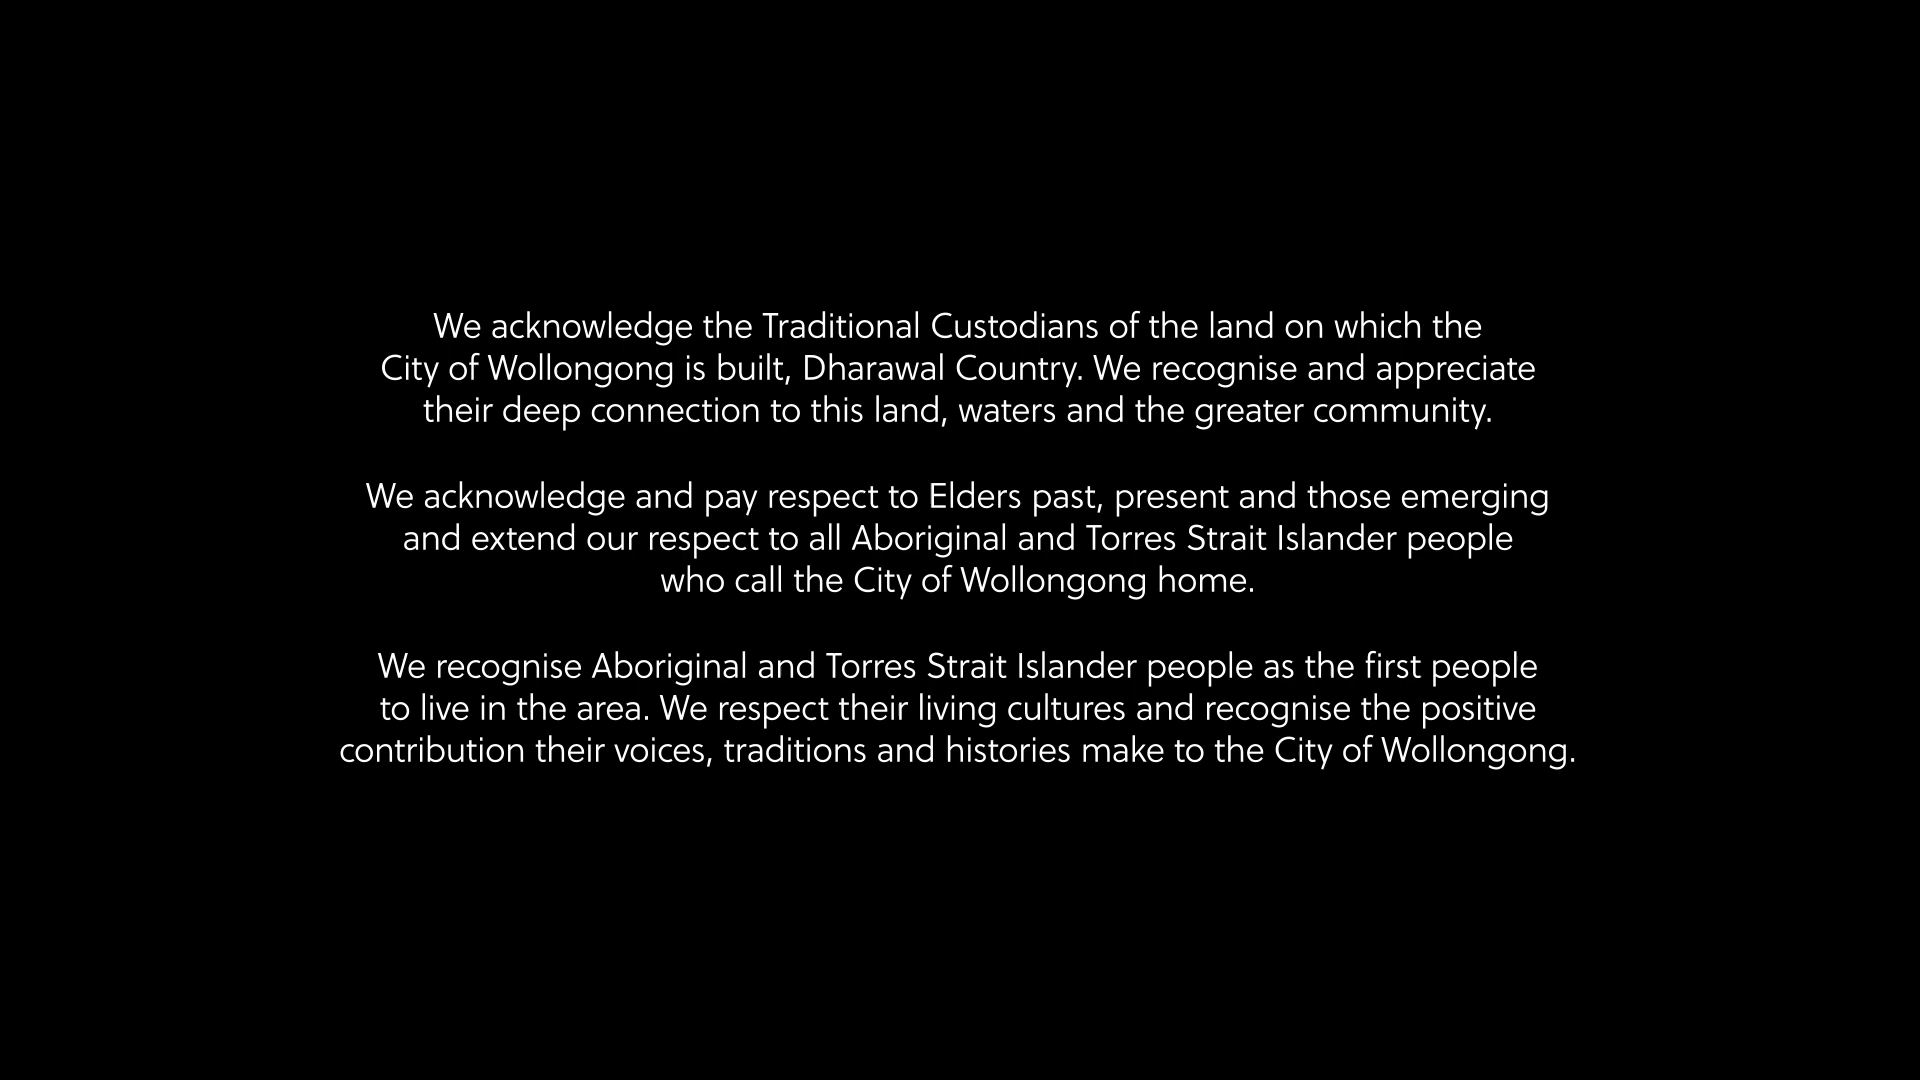 We acknowledge the Traditional Custodians of the land on which the
City of Wollongong is built, Dharawal Country. We recognise and appreciate
their deep connection to this land, waters and the greater community.
We acknowledge and pay respect to Elders past, present and those emerging
and extend our respect to all Aboriginal and Torres Strait Islander people
who call the City of Wollongong home.
We recognise Aboriginal and Torres Strait Islander people as the first people
to live in the area. We respect their living cultures and recognise the positive
contribution their voices, traditions and histories make to the City of Wollongong.